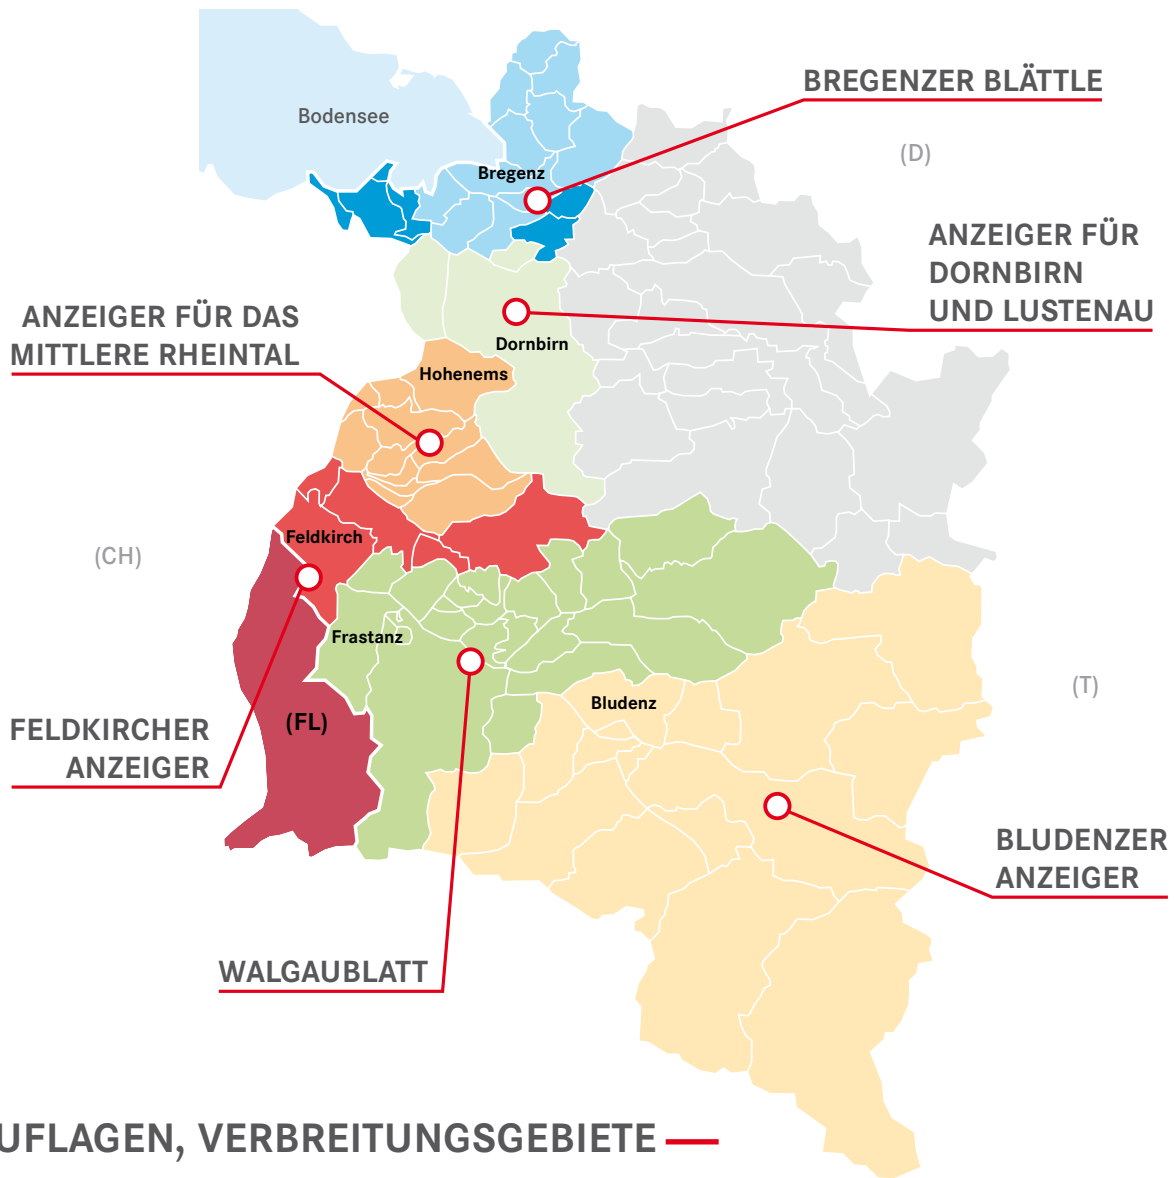 BREGENZER BLÄTTLE
Bodensee
(D)
Bregenz
ANZEIGER FÜR
DORNBIRN
UND LUSTENAU
ANZEIGER FÜR DAS
MITTLERE RHEINTAL
Dornbirn
Hohenems
Feldkirch
(CH)
Frastanz
(T)
Bludenz
(FL)
FELDKIRCHER
ANZEIGER
BLUDENZER
ANZEIGER
WALGAUBLATT
UFLAGEN, VERBREITUNGSGEBIETE